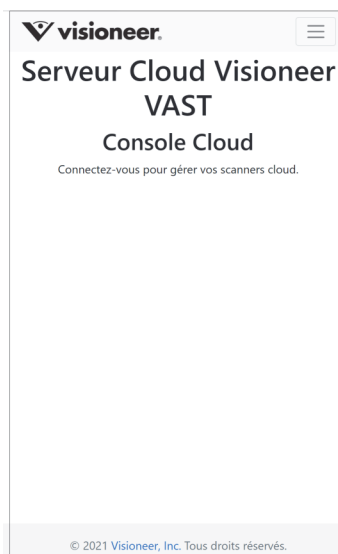 visioneer.
Serveur Cloud Visioneer
VAST
Console Cloud
Connectez-vous pour gérer vos scanners cloud.
© 2021 Visioneer, Inc. Tous droits réservés.